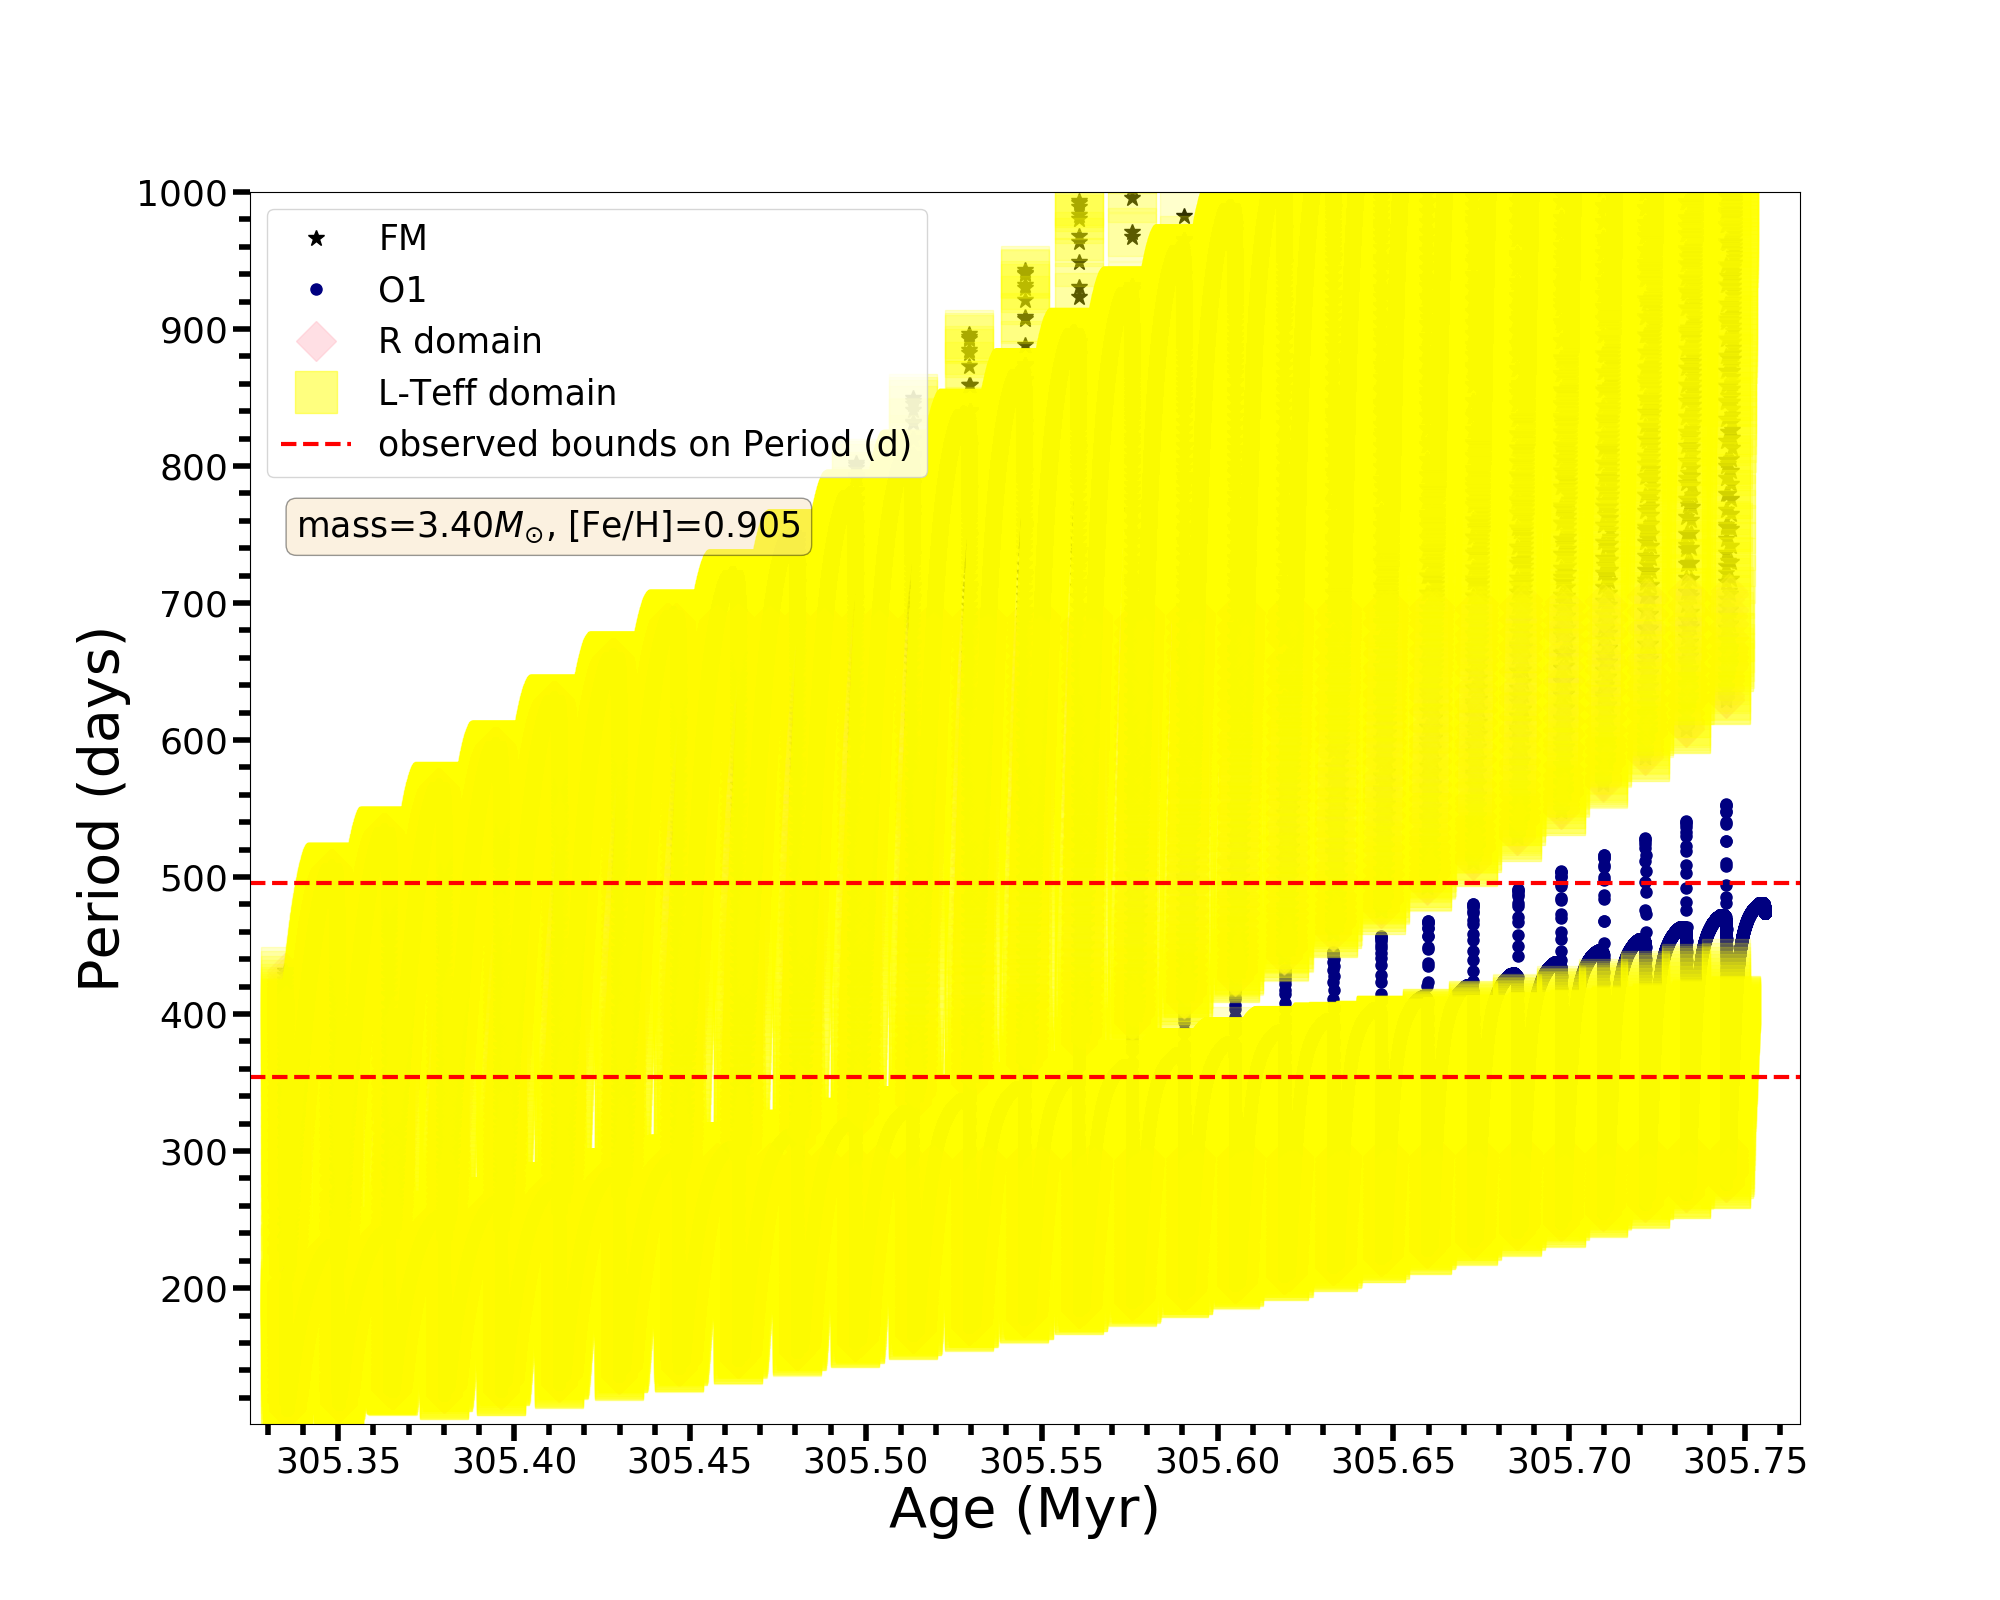 1000
900
800
700
600
500
400
300
200
Period (days)
FM
O1
R domain
L-Teff domain
observed bounds on Period (d)
mass=3.40M⊙, [Fe/H]=0.905
305.35 305.40 305.45 305.50 305.55 305.60 305.65 305.70 305.75
Age (Myr)